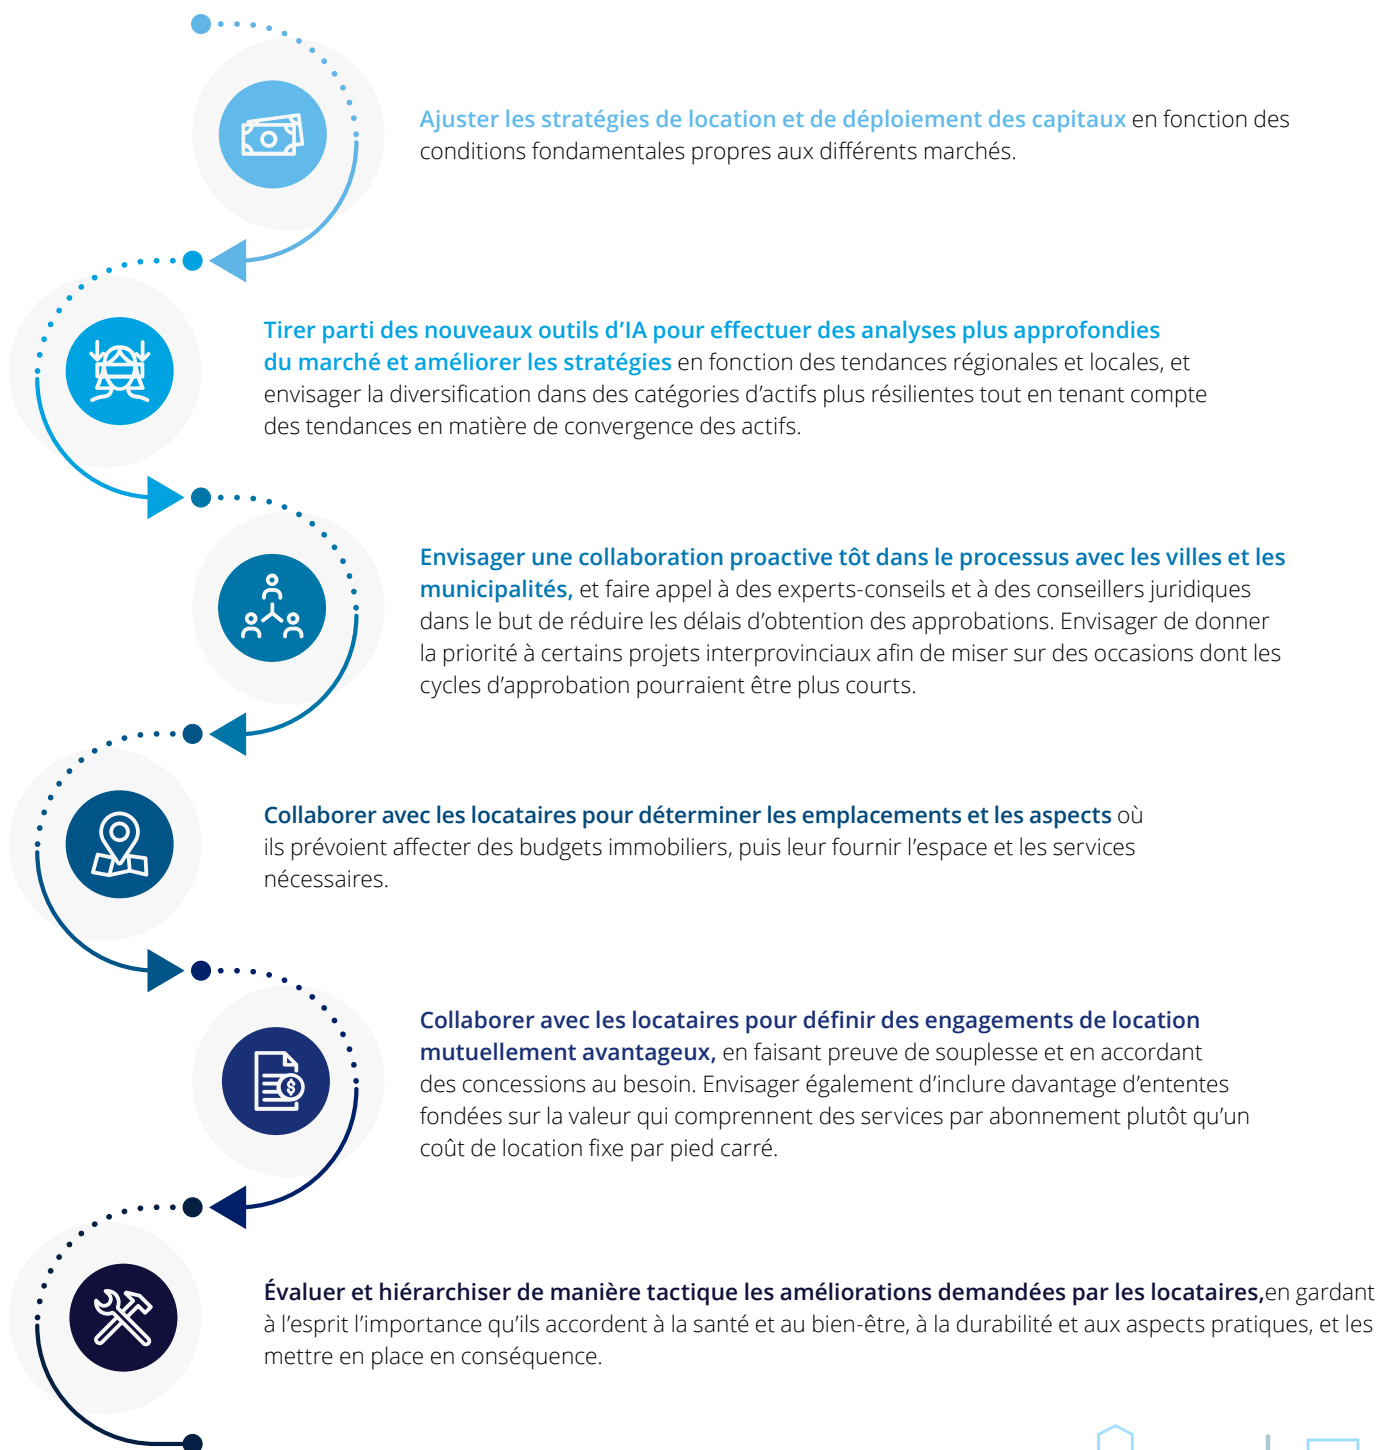 Ajuster les stratégies de location et de déploiement des capitaux en fonction des
conditions fondamentales propres aux différents marchés.
Tirer parti des nouveaux outils d’IA pour effectuer des analyses plus approfondies
du marché et améliorer les stratégies en fonction des tendances régionales et locales, et
envisager la diversification dans des catégories d’actifs plus résilientes tout en tenant compte
des tendances en matière de convergence des actifs.
Envisager une collaboration proactive tôt dans le processus avec les villes et les
municipalités, et faire appel à des experts-conseils et à des conseillers juridiques
dans le but de réduire les délais d’obtention des approbations. Envisager de donner
la priorité à certains projets interprovinciaux afin de miser sur des occasions dont les
cycles d’approbation pourraient être plus courts.
Collaborer avec les locataires pour déterminer les emplacements et les aspects où
ils prévoient affecter des budgets immobiliers, puis leur fournir l’espace et les services
nécessaires.
Collaborer avec les locataires pour définir des engagements de location
mutuellement avantageux, en faisant preuve de souplesse et en accordant
des concessions au besoin. Envisager également d’inclure davantage d’ententes
fondées sur la valeur qui comprennent des services par abonnement plutôt qu’un
coût de location fixe par pied carré.
$
Évaluer et hiérarchiser de manière tactique les améliorations demandées par les locataires,en gardant
à l’esprit l’importance qu’ils accordent à la santé et au bien-être, à la durabilité et aux aspects pratiques, et les
mettre en place en conséquence.